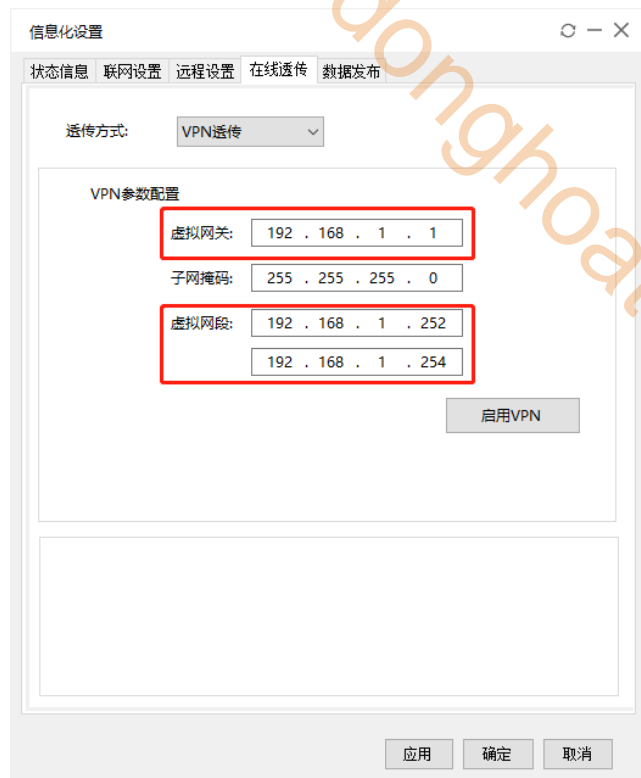 信息化设置
状态信息 联网设置 远程设置 在线透传 数据发布
透传方式: VPN透传
VPN参数配置
虚拟网关: 192 . 168 . 1 . 1
子网掩码: 255 . 255 . 255 . 0
虚拟网段: 192 . 168 . 1 . 252
192 . 168 . 1 . 254
启用VPN
应用 确定 取消